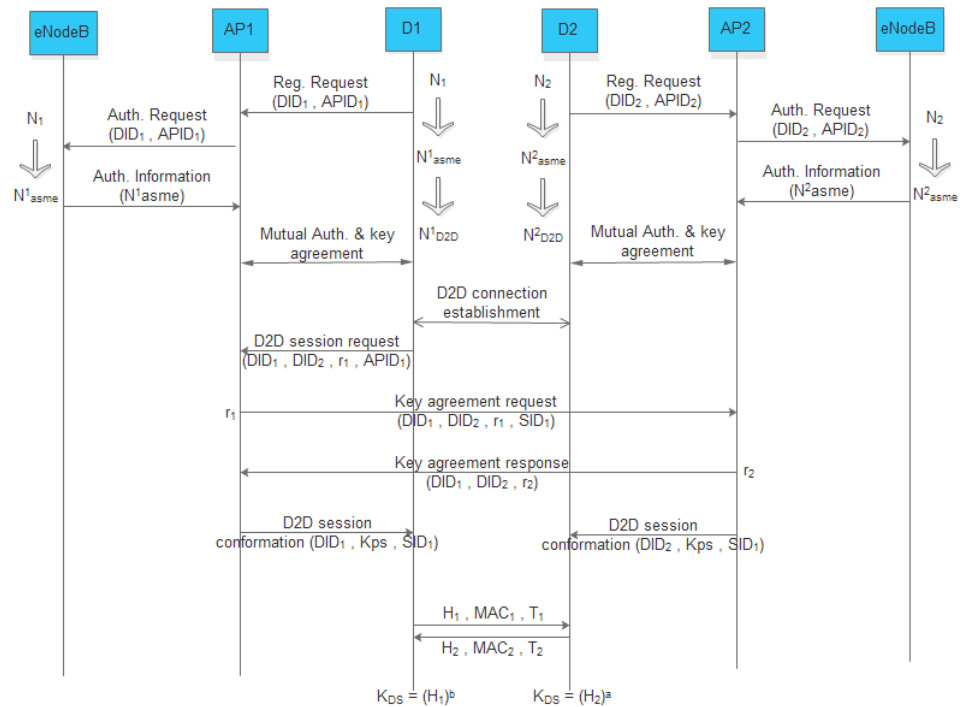 eNodeB
AP1
D1
D2
AP2
eNodeB
Reg. Request
(DID₁ , APID₁)
N₁
N₂
Reg. Request
(DID₂ , APID₂)
N₁
Auth. Request
(DID₁ , APID₁)
Auth. Request
(DID₂ , APID₂)
N₂
N¹asme
N²asme
N¹asme
Auth. Information
(N¹asme)
Auth. Information
(N²asme)
N²asme
Mutual Auth. & key
agreement
N¹D2D
N²D2D
Mutual Auth. & key
agreement
D2D connection
establishment
D2D session request
(DID₁ , DID₂ , r₁ , APID₁)
r₁
Key agreement request
(DID₁ , DID₂ , r₁ , SID₁)
Key agreement response
(DID₁ , DID₂ , r₂)
r₂
D2D session
conformation (DID₁ , Kps , SID₁)
D2D session
conformation (DID₂ , Kps , SID₁)
H₁ , MAC₁ , T₁
H₂ , MAC₂ , T₂
K_DS = (H₁)ᵇ
K_DS = (H₂)ᵃ